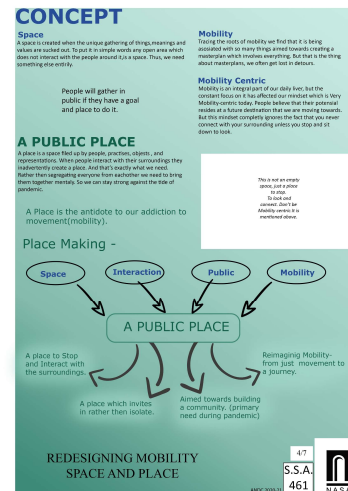 CONCEPT
Space
A space is created when the unique gathering of things,meanings and
values are sucked out. To put it in simple words any open area which
does not interact with the people around it,is a space. Thus, we need
something else entirily.
People will gather in
public if they have a goal
and place to do it.
Mobility
Tracing the roots of mobility we find that it is being
asosiated with so many things aimed towards creating a
masterplan which involves everything. But that is the thing
about masterplans, we often get lost in detours.
Mobility Centric
Mobility is an integral part of our daily liver, but the
constant focus on it has affected our mindset which is Very
Mobility-centric today. People believe that their potensial
resides at a future destination that we are moving towards.
But this mindset completly ignores the fact that you never
connect with your surrounding unless you stop and sit
down to look.
A PUBLIC PLACE
A place is a space flled up by people, practises, objests , and
representations. When people interact with their surroundings they
inadvertently create a place. And that's exactly what we need.
Rather then segregating everyone from eachother we need to bring
them together mentaly. So we can stay strong against the tide of
pandemic.
This is not an empty
space, just a place
to stop.
To look and
connect. Don't be
Mobility-centric it is
mentioned above.
A Place is the antidote to our addiction to
movement(mobility).
Place Making -
Space
Interaction
Public
Mobility
A PUBLIC PLACE
A place to Stop
and Interact with
the surroundings.
A place which invites
in rather then isolate.
Aimed towards building
a community. (primary
need during pandemic)
Reimaginig Mobility-
from just movement to
a journey.
REDESIGNING MOBILITY
SPACE AND PLACE
4/7
S.S.A.
461